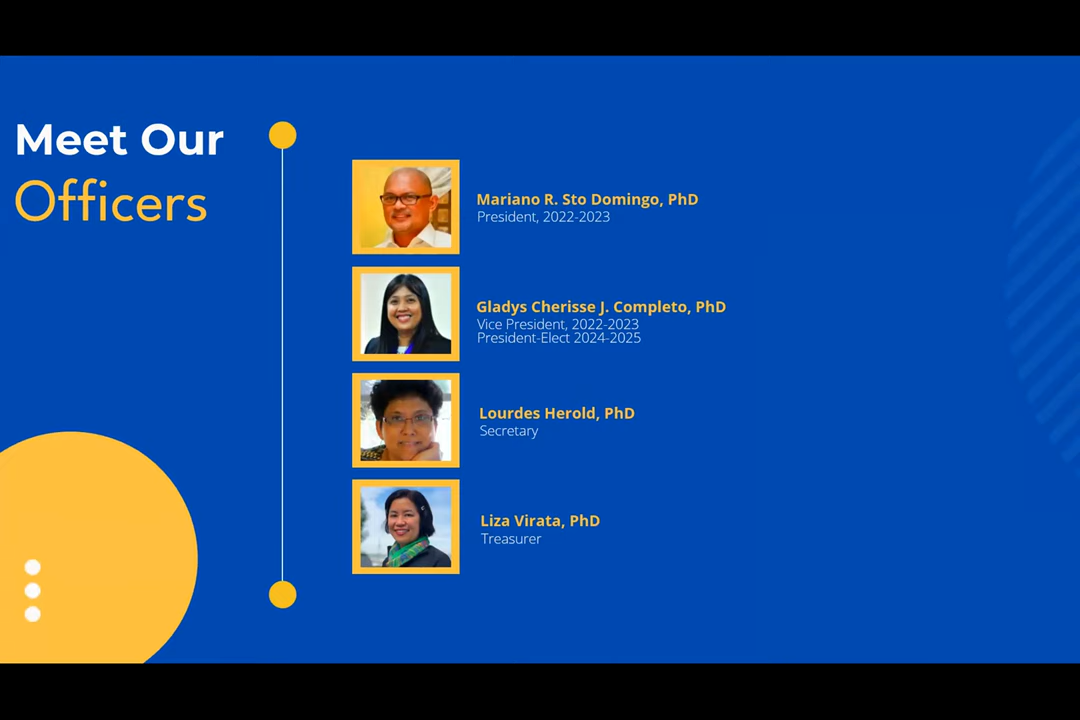 Meet Our
Officers
Mariano R. Sto Domingo, PhD
President, 2022-2023
Gladys Cherisse J. Completo, PhD
Vice President, 2022-2023
President-Elect 2024-2025
Lourdes Herold, PhD
Secretary
Liza Virata, PhD
Treasurer